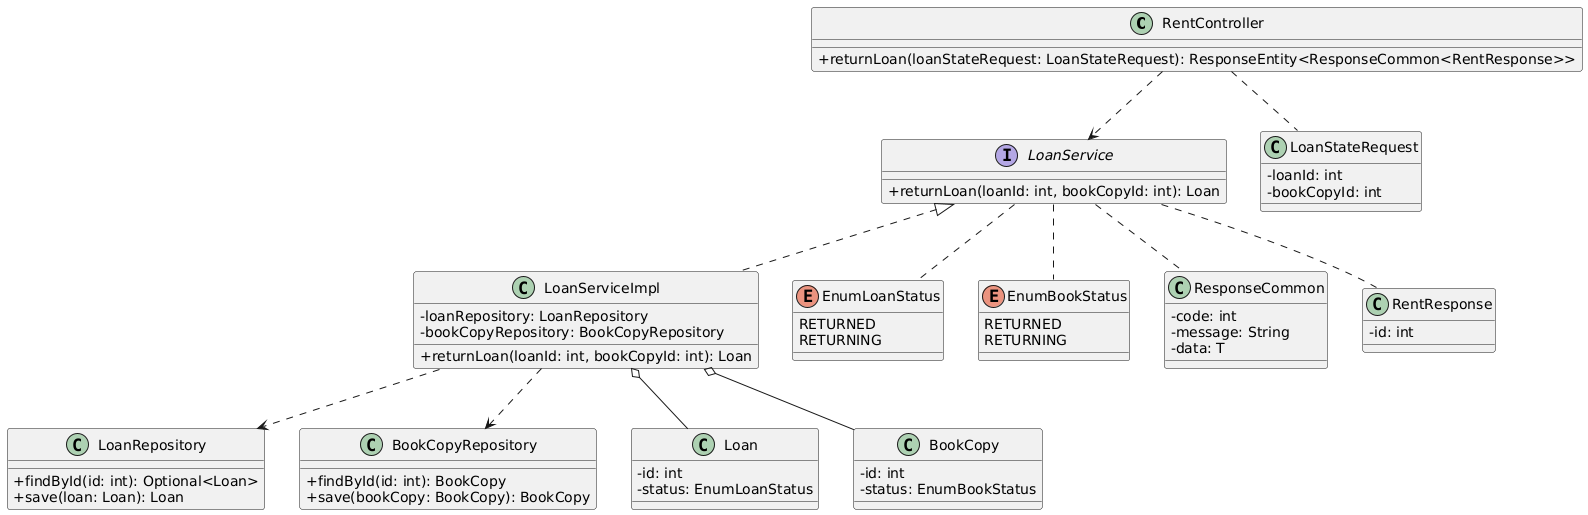 C RentController
+returnLoan(loanStateRequest: LoanStateRequest): ResponseEntity<ResponseCommon<RentResponse>>
I LoanService
+returnLoan(loanId: int, bookCopyId: int): Loan
C LoanStateRequest
-loanId: int
-bookCopyId: int
C LoanServiceImpl
-loanRepository: LoanRepository
-bookCopyRepository: BookCopyRepository
+returnLoan(loanId: int, bookCopyId: int): Loan
E EnumLoanStatus
RETURNED
RETURNING
E EnumBookStatus
RETURNED
RETURNING
C ResponseCommon
-code: int
-message: String
-data: T
C RentResponse
-id: int
C LoanRepository
+findById(id: int): Optional<Loan>
+save(loan: Loan): Loan
C BookCopyRepository
+findById(id: int): BookCopy
+save(bookCopy: BookCopy): BookCopy
C Loan
-id: int
-status: EnumLoanStatus
C BookCopy
-id: int
-status: EnumBookStatus